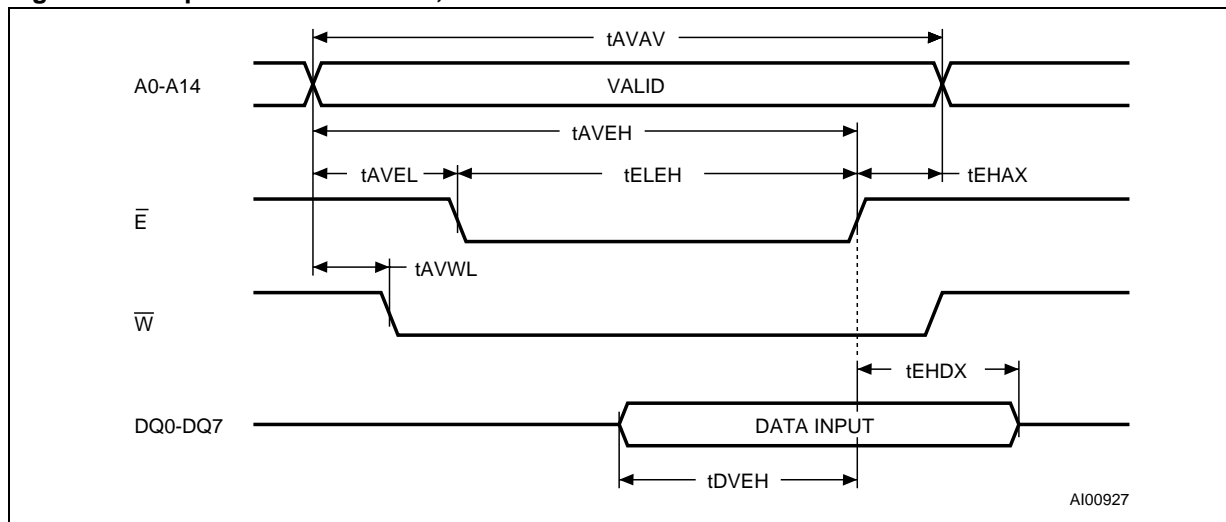 tAVAV
A0-A14
VALID
tAVEH
tAVEL
tELEH
tEHAX
E
tAVWL
W
tEHDX
DQ0-DQ7
DATA INPUT
tDVEH
AI00927